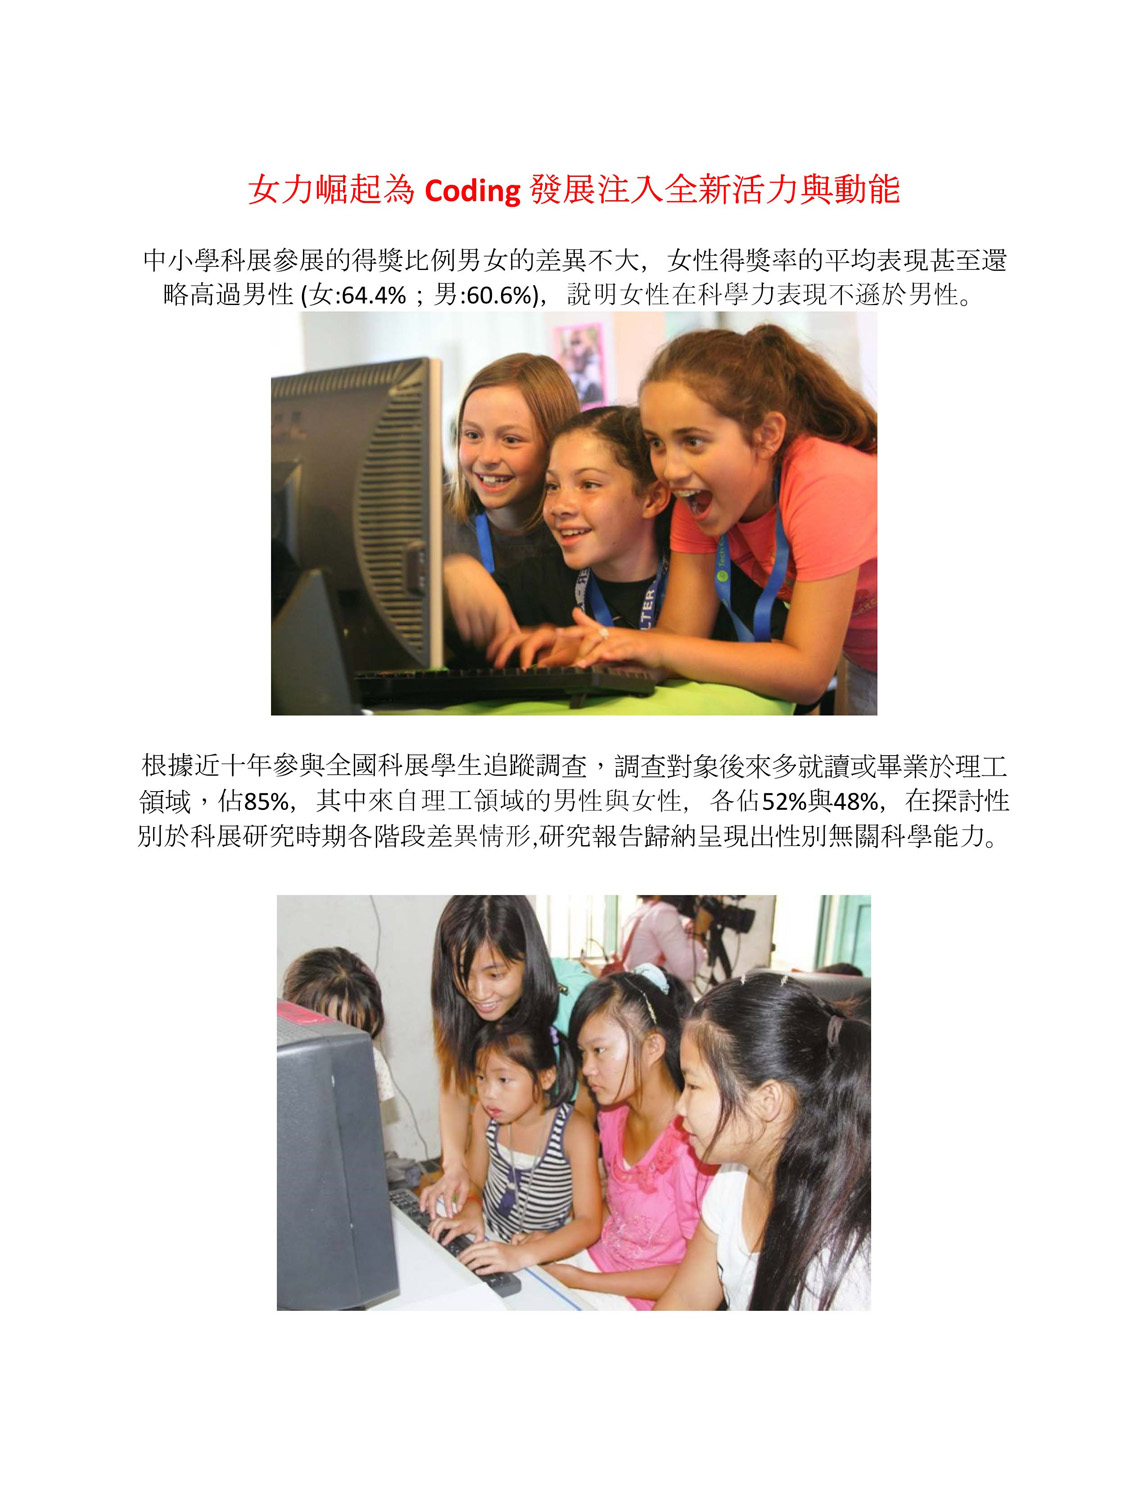 女力崛起為 Coding 發展注入全新活力與動能
中小學科展參展的得獎比例男女的差異不大，女性得獎率的平均表現甚至還
略高過男性 (女:64.4%；男:60.6%)，說明女性在科學力表現不遜於男性。
根據近十年參與全國科展學生追蹤調查，調查對象後來多就讀或畢業於理工
領域，佔85%，其中來自理工領域的男性與女性，各佔52%與48%，在探討性
別於科展研究時期各階段差異情形,研究報告歸納呈現出性別無關科學能力。
LTER